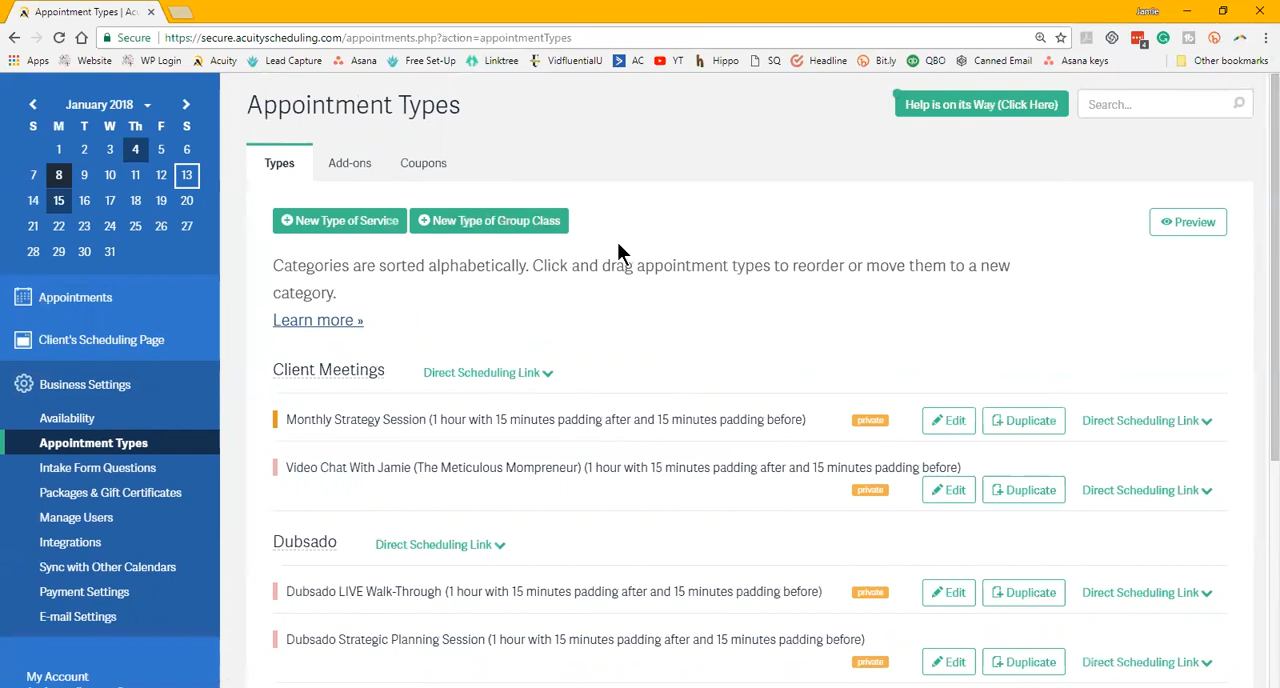 Appointment Types | Acu
Jamie
Secure | https://secure.acuityscheduling.com/appointments.php?action=appointmentTypes
4
Apps Website WP Login Acuity Lead Capture Asana Free Set-Up Linktree VidfluentialU AC YT Hippo SQ Headline Bit.ly QBO Canned Email Asana keys Other bookmarks
January 2018
S M T W Th F S
1 2 3 4 5 6
7 8 9 10 11 12 13
14 15 16 17 18 19 20
21 22 23 24 25 26 27
28 29 30 31
Appointments
Client's Scheduling Page
Business Settings
Availability
Appointment Types
Intake Form Questions
Packages & Gift Certificates
Manage Users
Integrations
Sync with Other Calendars
Payment Settings
E-mail Settings
My Account
Appointment Types
Help is on its Way (Click Here)
Search...
Types Add-ons Coupons
New Type of Service New Type of Group Class
Preview
Categories are sorted alphabetically. Click and drag appointment types to reorder or move them to a new
category.
Learn more »
Client Meetings Direct Scheduling Link
Monthly Strategy Session (1 hour with 15 minutes padding after and 15 minutes padding before) private Edit Duplicate Direct Scheduling Link
Video Chat With Jamie (The Meticulous Mompreneur) (1 hour with 15 minutes padding after and 15 minutes padding before)
private Edit Duplicate Direct Scheduling Link
Dubsado Direct Scheduling Link
Dubsado LIVE Walk-Through (1 hour with 15 minutes padding after and 15 minutes padding before) private Edit Duplicate Direct Scheduling Link
Dubsado Strategic Planning Session (1 hour with 15 minutes padding after and 15 minutes padding before)
private Edit Duplicate Direct Scheduling Link